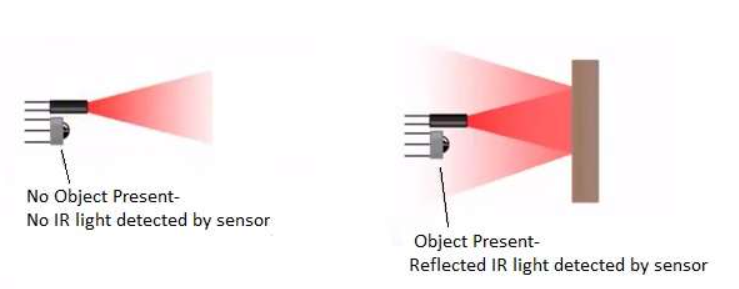 No Object Present-
No IR light detected by sensor
Object Present-
Reflected IR light detected by sensor